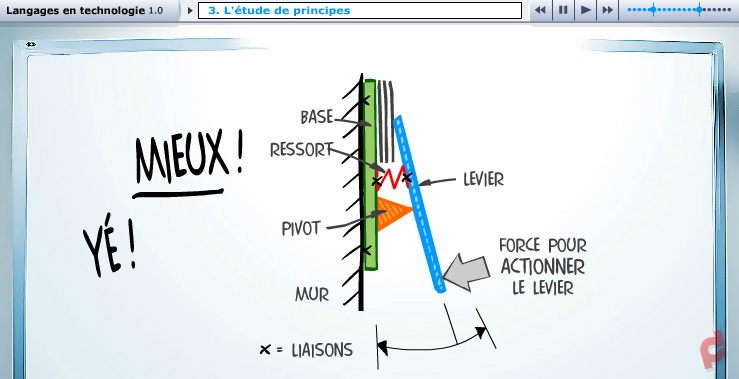 Langages en technologie 1.0
3. L'étude de principes
MIEUX !
YÉ !
BASE
RESSORT
PIVOT
MUR
LEVIER
FORCE POUR
ACTIONNER
LE LEVIER
x = LIAISONS